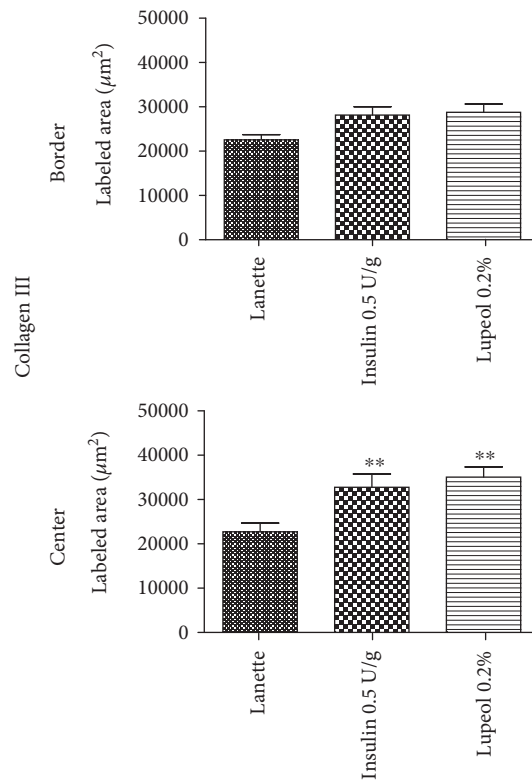 Collagen III
Border
Labeled area (μm²)
50000
40000
30000
20000
10000
0
Lanette
Insulin 0.5 U/g
Lupeol 0.2%
Center
Labeled area (μm²)
50000
40000
30000
20000
10000
0
**
**
Lanette
Insulin 0.5 U/g
Lupeol 0.2%